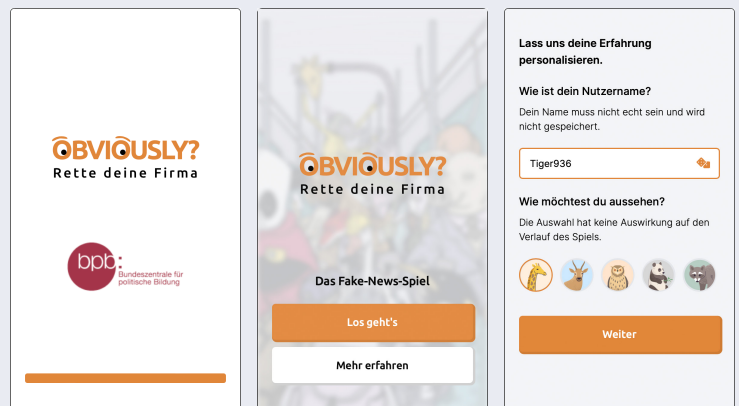 OBVIOUSLY?
Rette deine Firma
bpb:
Bundeszentrale für
politische Bildung
OBVIOUSLY?
Rette deine Firma
Das Fake-News-Spiel
Los geht's
Mehr erfahren
Lass uns deine Erfahrung
personalisieren.
Wie ist dein Nutzername?
Dein Name muss nicht echt sein und wird
nicht gespeichert.
Tiger936
Wie möchtest du aussehen?
Die Auswahl hat keine Auswirkung auf den
Verlauf des Spiels.
Weiter